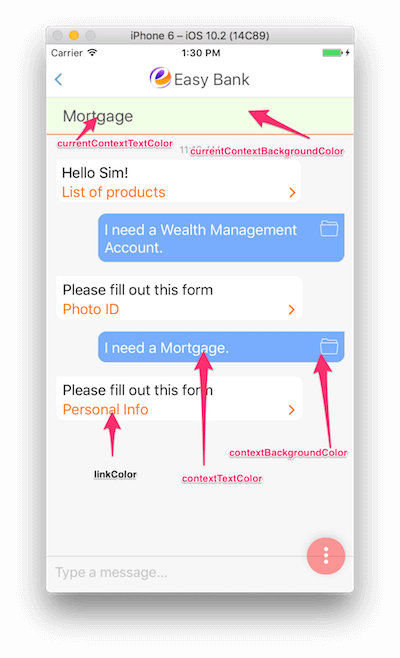 iPhone 6 – iOS 10.2 (14C89)
Carrier 1:30 PM
Easy Bank
Mortgage
currentContextTextColor
currentContextBackgroundColor
Hello Sim!
List of products
I need a Wealth Management
Account.
Please fill out this form
Photo ID
I need a Mortgage.
Please fill out this form
Personal Info
contextBackgroundColor
linkColor
contextTextColor
Type a message...